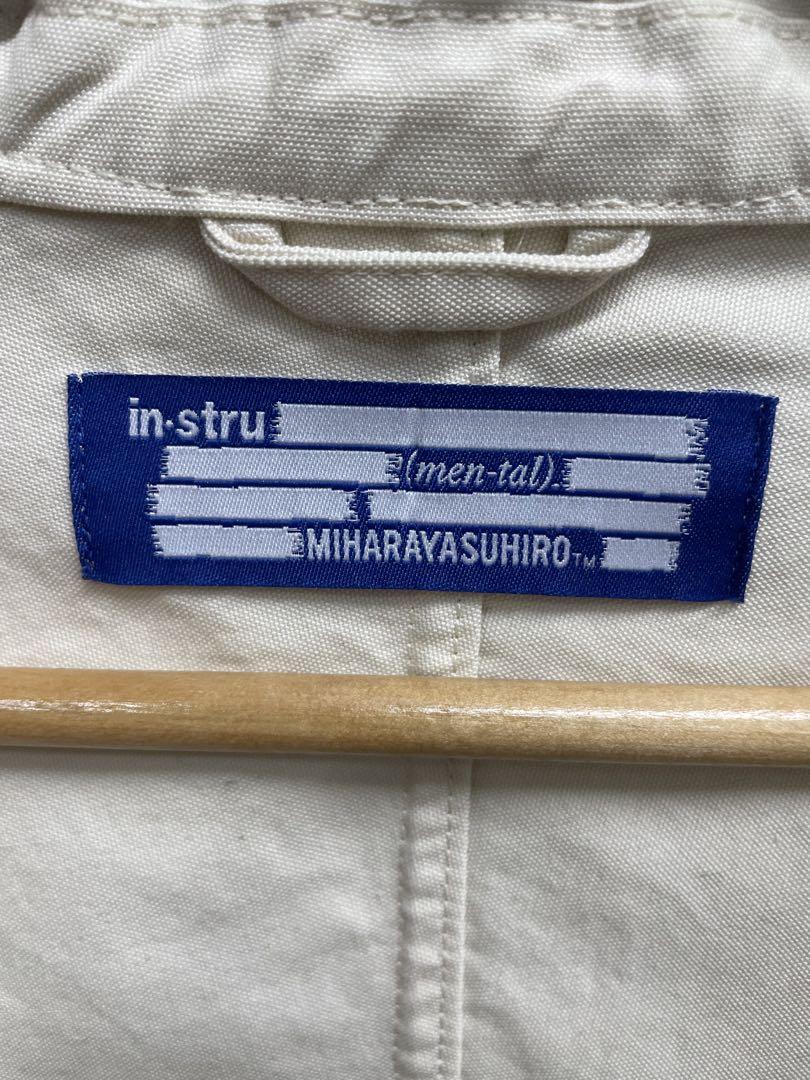 in·stru
(men-tal).
MIHARAYASUHIRO™